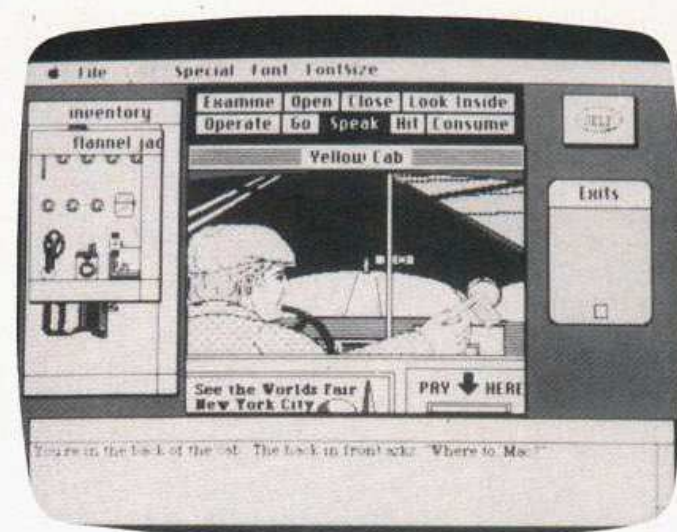 File Special Font FontSize
Examine Open Close Look Inside
Operate Go Speak Hit Consume
inventory
flannel jac
Yellow Cab
SELF
Exits
See the Worlds Fair
New York City
PAY HERE
You're in the back of the cab. The hack in front asks: "Where to Mac?"